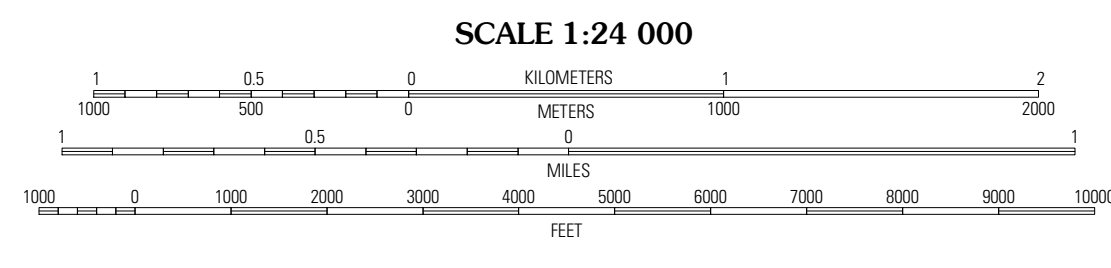 SCALE 1:24 000
1 0.5 0 KILOMETERS 1 2
1000 500 0 METERS 1000 2000
1 0.5 0 1
MILES
1000 0 1000 2000 3000 4000 5000 6000 7000 8000 9000 10000
FEET